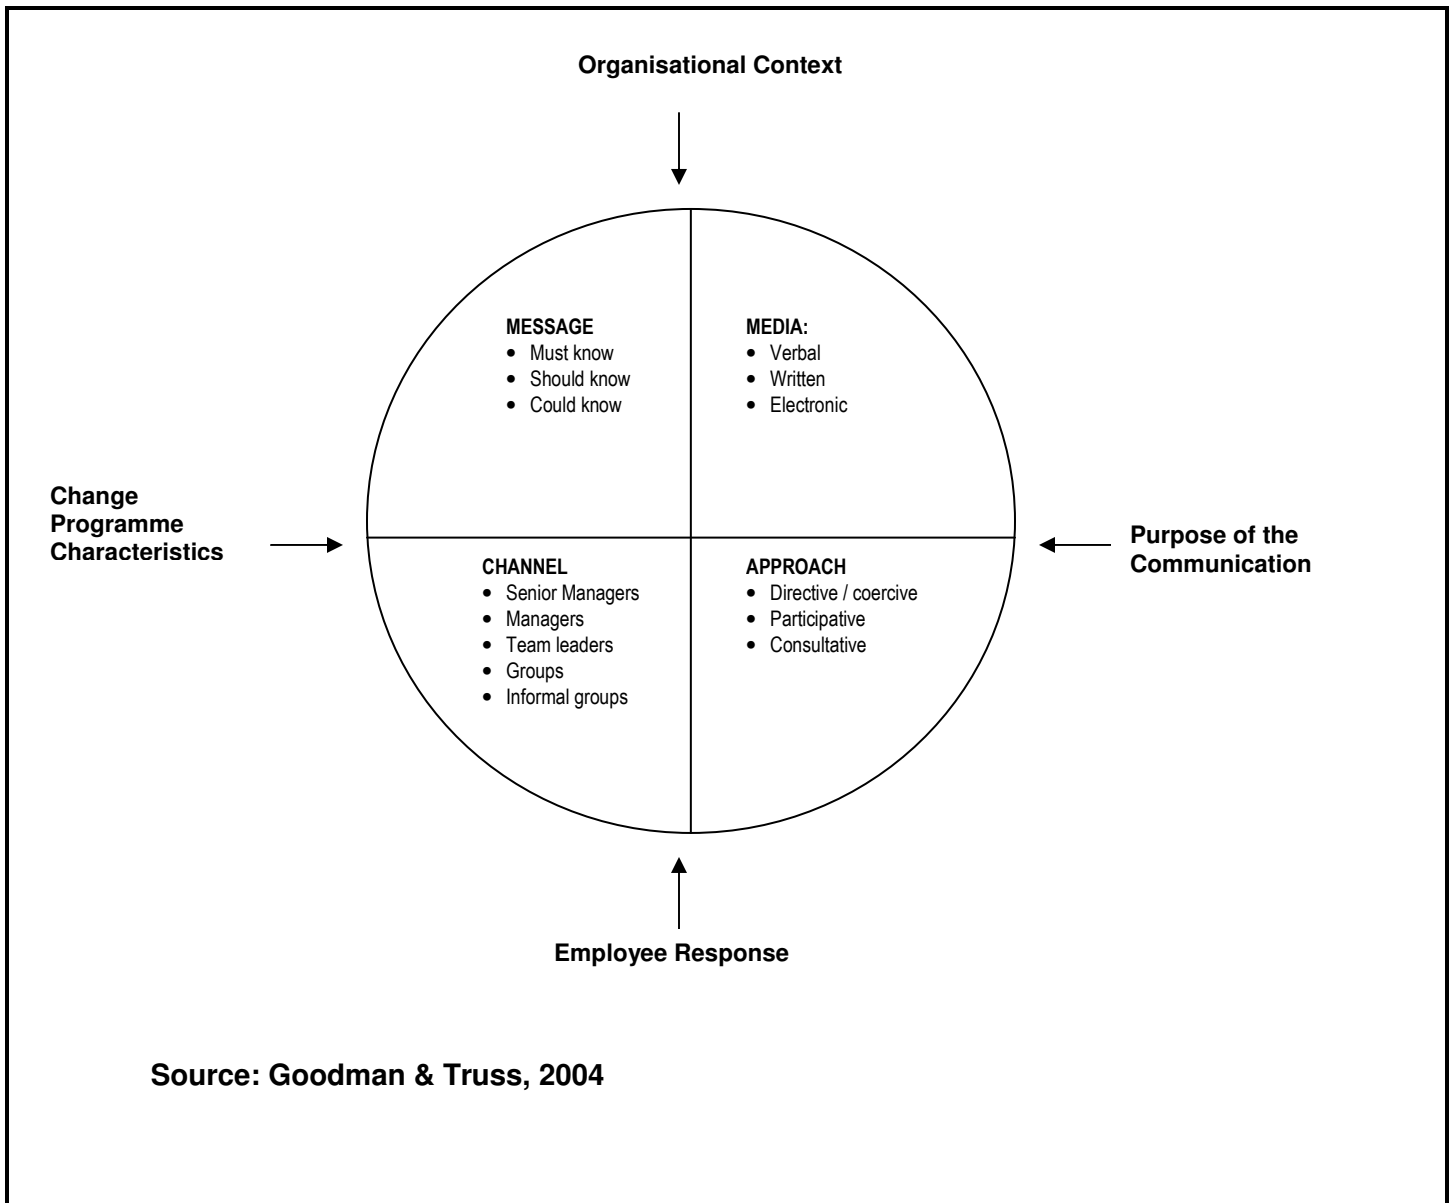 Organisational Context
MESSAGE
• Must know
• Should know
• Could know
MEDIA:
• Verbal
• Written
• Electronic
Change
Programme
Characteristics
Purpose of the
Communication
CHANNEL
• Senior Managers
• Managers
• Team leaders
• Groups
• Informal groups
APPROACH
• Directive / coercive
• Participative
• Consultative
Employee Response
Source: Goodman & Truss, 2004